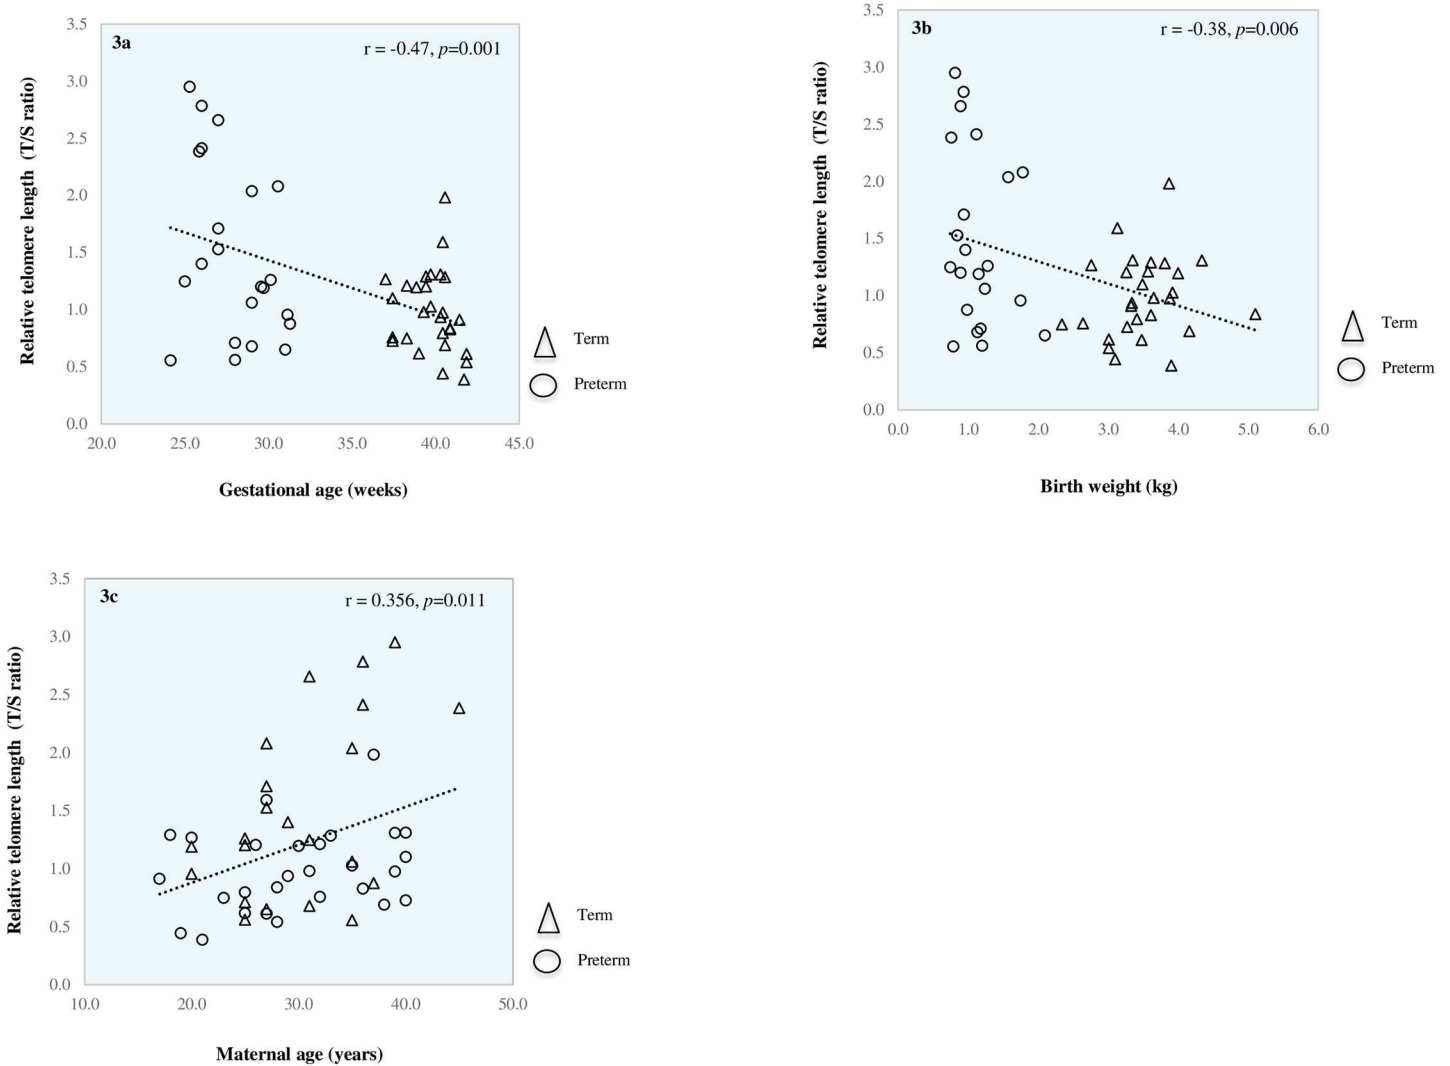 3a
r = -0.47, p=0.001
Relative telomere length (T/S ratio)
3.5
3.0
2.5
2.0
1.5
1.0
0.5
0.0
20.0 25.0 30.0 35.0 40.0 45.0
Gestational age (weeks)
Term
Preterm
3b
r = -0.38, p=0.006
Relative telomere length (T/S ratio)
3.5
3.0
2.5
2.0
1.5
1.0
0.5
0.0
0.0 1.0 2.0 3.0 4.0 5.0 6.0
Birth weight (kg)
Term
Preterm
3c
r = 0.356, p=0.011
Relative telomere length (T/S ratio)
3.5
3.0
2.5
2.0
1.5
1.0
0.5
0.0
10.0 20.0 30.0 40.0 50.0
Maternal age (years)
Term
Preterm